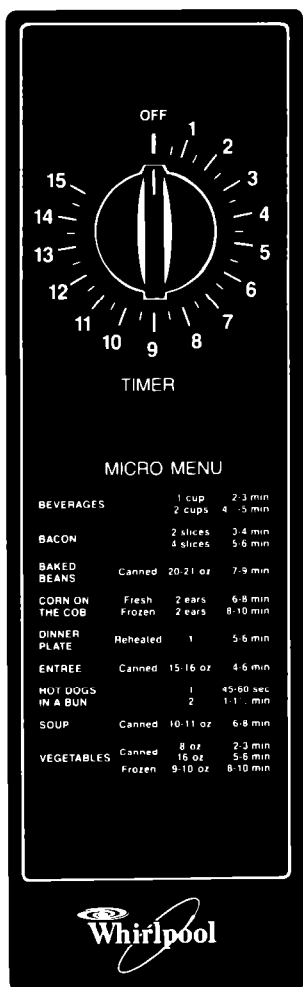 OFF
1
2
3
4
5
6
7
8
9
10
11
12
13
14
15
TIMER
MICRO MENU
BEVERAGES 1 cup 2-3 min
2 cups 4 -5 min
BACON 2 slices 3-4 min
4 slices 5-6 min
BAKED BEANS Canned 20-21 oz 7-9 min
CORN ON THE COB Fresh 2 ears 6-8 min
Frozen 2 ears 8-10 min
DINNER PLATE Reheated 1 5-6 min
ENTREE Canned 15-16 oz 4-6 min
HOT DOGS IN A BUN 1 45-60 sec
2 min
SOUP Canned 10-11 oz 6-8 min
VEGETABLES Canned 8 oz 2-3 min
16 oz 5-6 min
Frozen 9-10 oz 8-10 min
Whirlpool